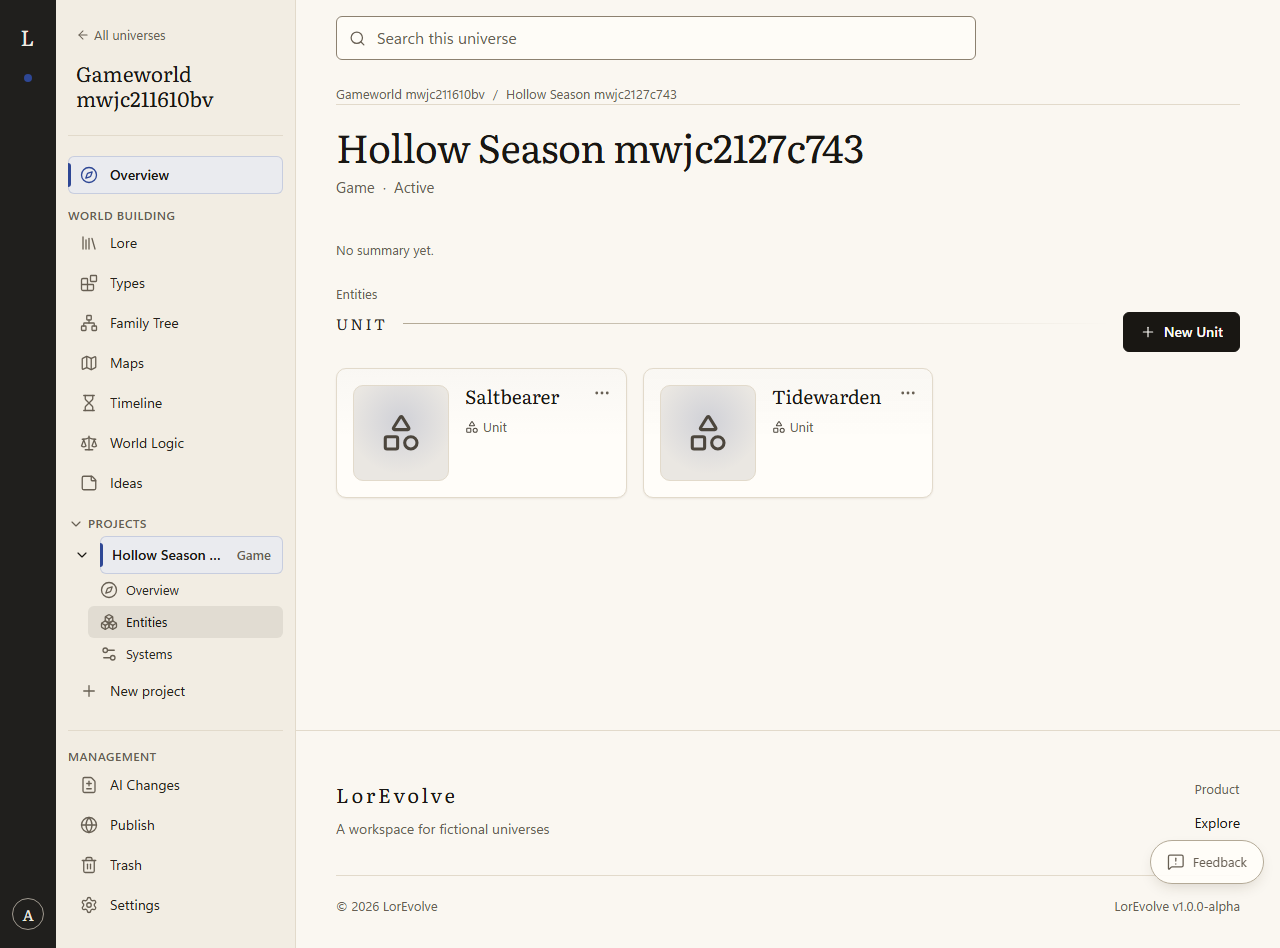 L
← All universes
Gameworld
mwjc211610bv
Overview
WORLD BUILDING
Lore
Types
Family Tree
Maps
Timeline
World Logic
Ideas
PROJECTS
Hollow Season ... Game
Overview
Entities
Systems
New project
MANAGEMENT
AI Changes
Publish
Trash
Settings
A
Search this universe
Gameworld mwjc211610bv / Hollow Season mwjc2127c743
Hollow Season mwjc2127c743
Game · Active
No summary yet.
Entities
UNIT
+ New Unit
Saltbearer
Unit
Tidewarden
Unit
LorEvolve
A workspace for fictional universes
Product
Explore
Feedback
© 2026 LorEvolve
LorEvolve v1.0.0-alpha